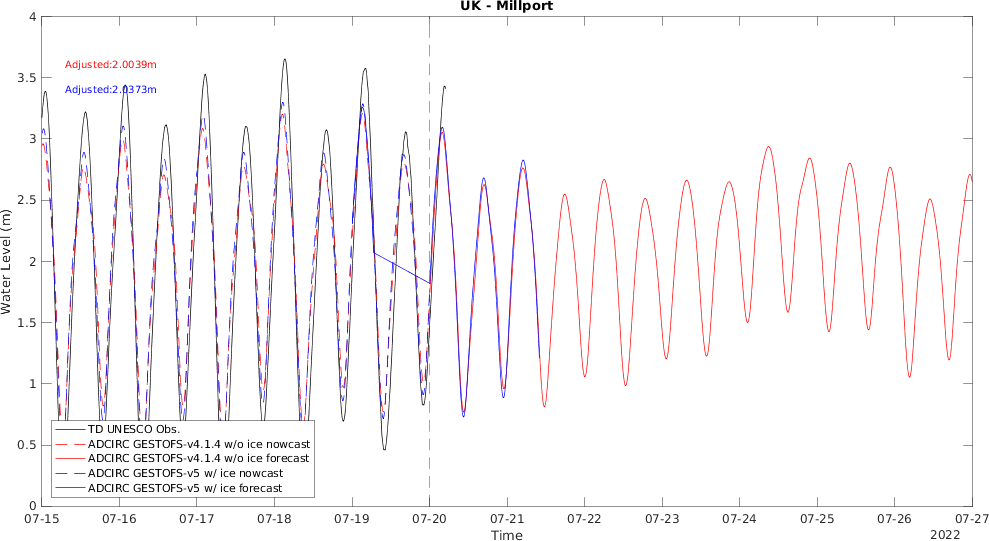 UK - Millport
4
3.5
3
2.5
2
1.5
1
0.5
0
Water Level (m)
Adjusted:2.0039m
Adjusted:2.0373m
TD UNESCO Obs.
ADCIRC GESTOFS-v4.1.4 w/o ice nowcast
ADCIRC GESTOFS-v4.1.4 w/o ice forecast
ADCIRC GESTOFS-v5 w/ ice nowcast
ADCIRC GESTOFS-v5 w/ ice forecast
07-15 07-16 07-17 07-18 07-19 07-20 07-21 07-22 07-23 07-24 07-25 07-26 07-27
Time
2022